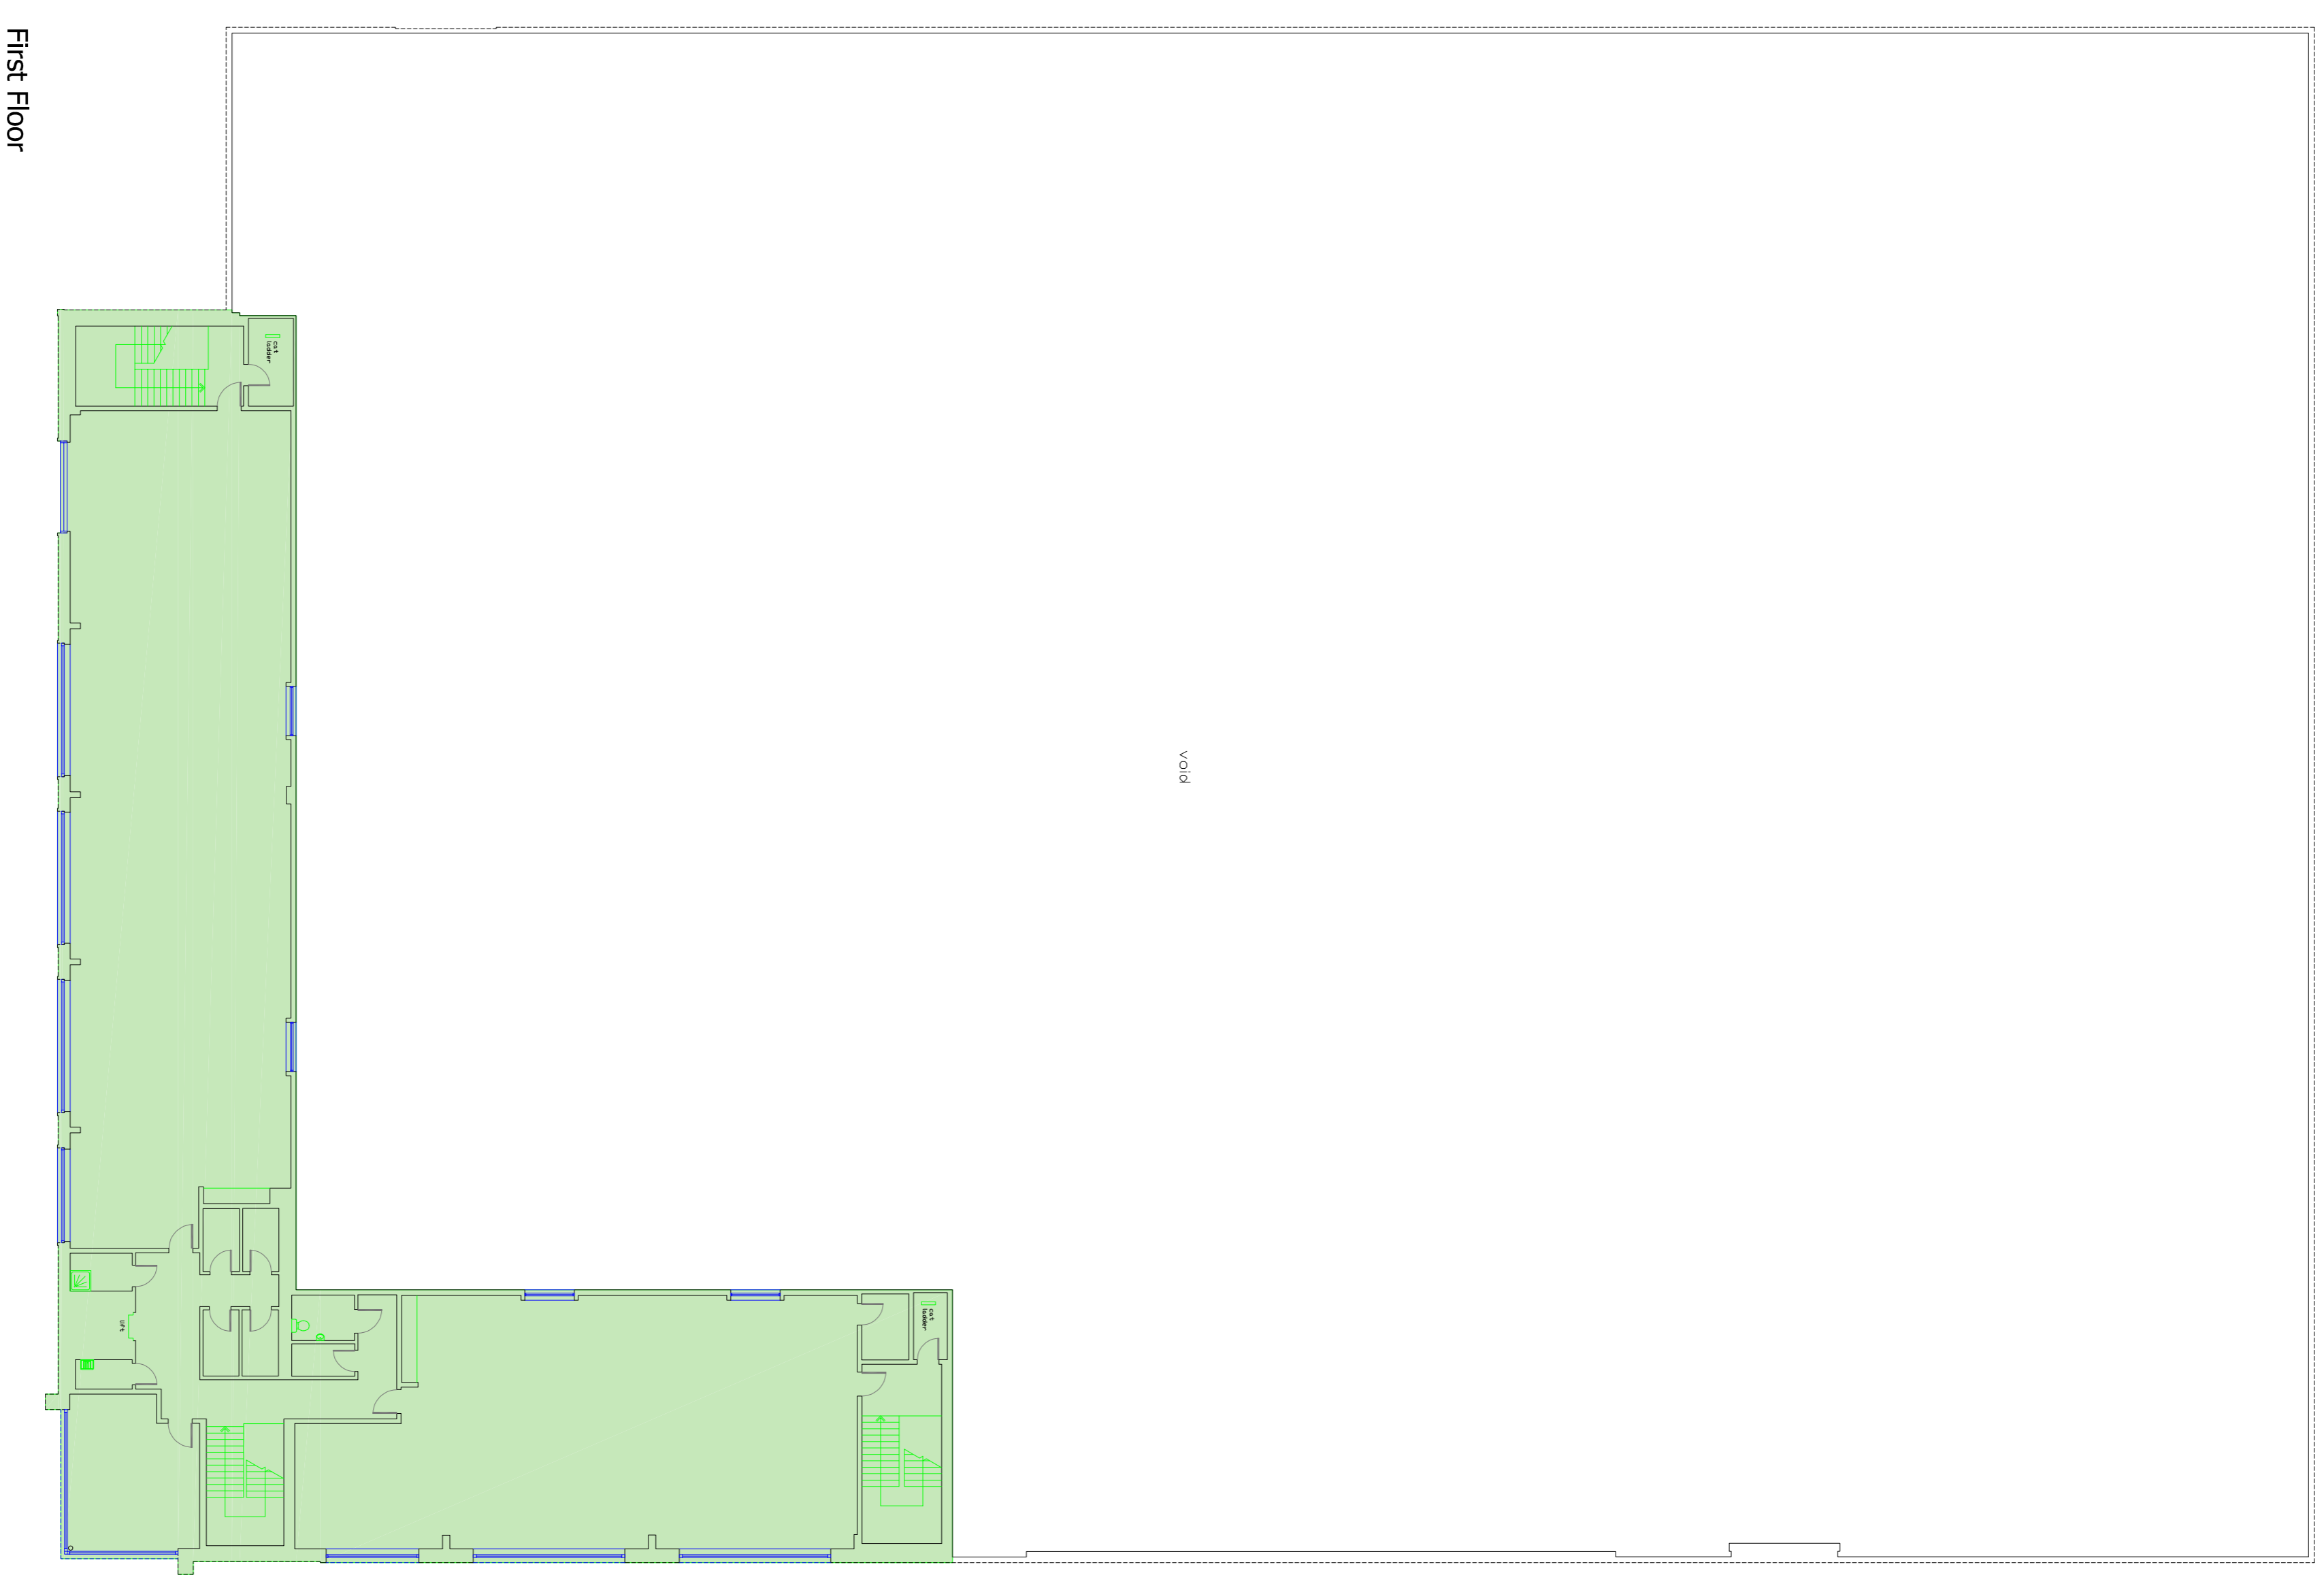 First Floor
cat
ladder
void
cat
ladder
lift